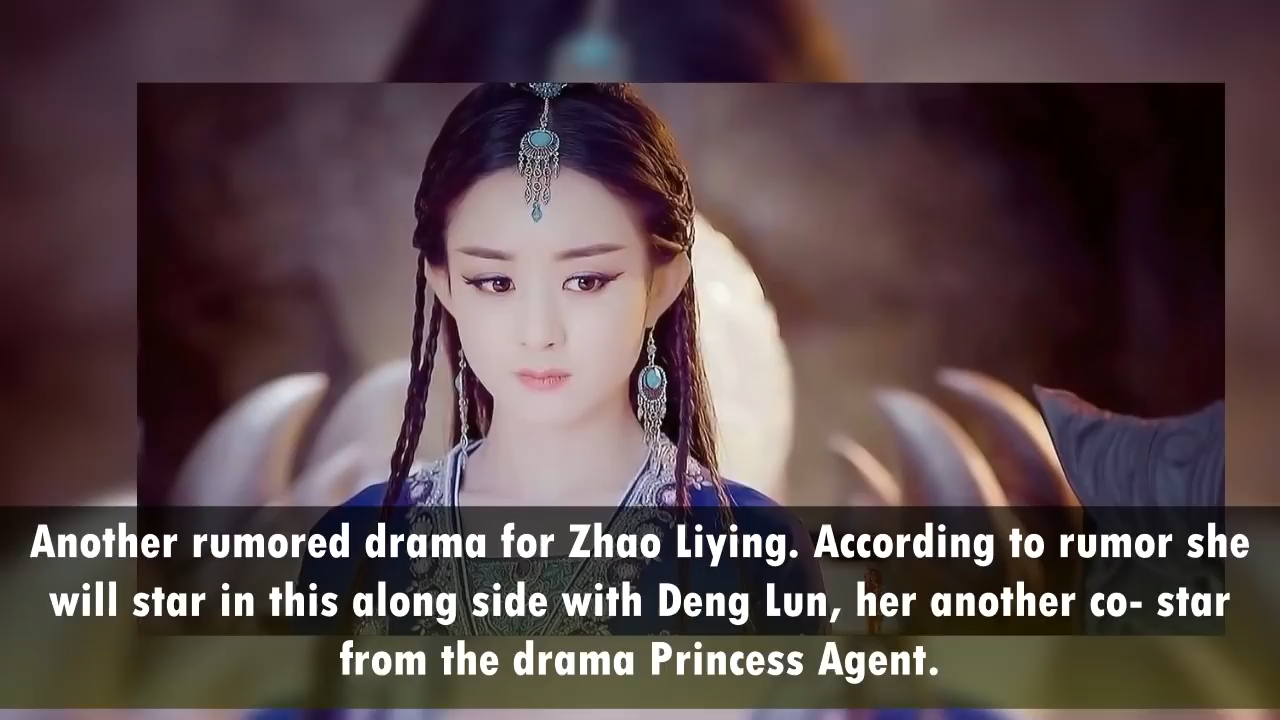 Another rumored drama for Zhao Liying. According to rumor she
will star in this along side with Deng Lun, her another co- star
from the drama Princess Agent.